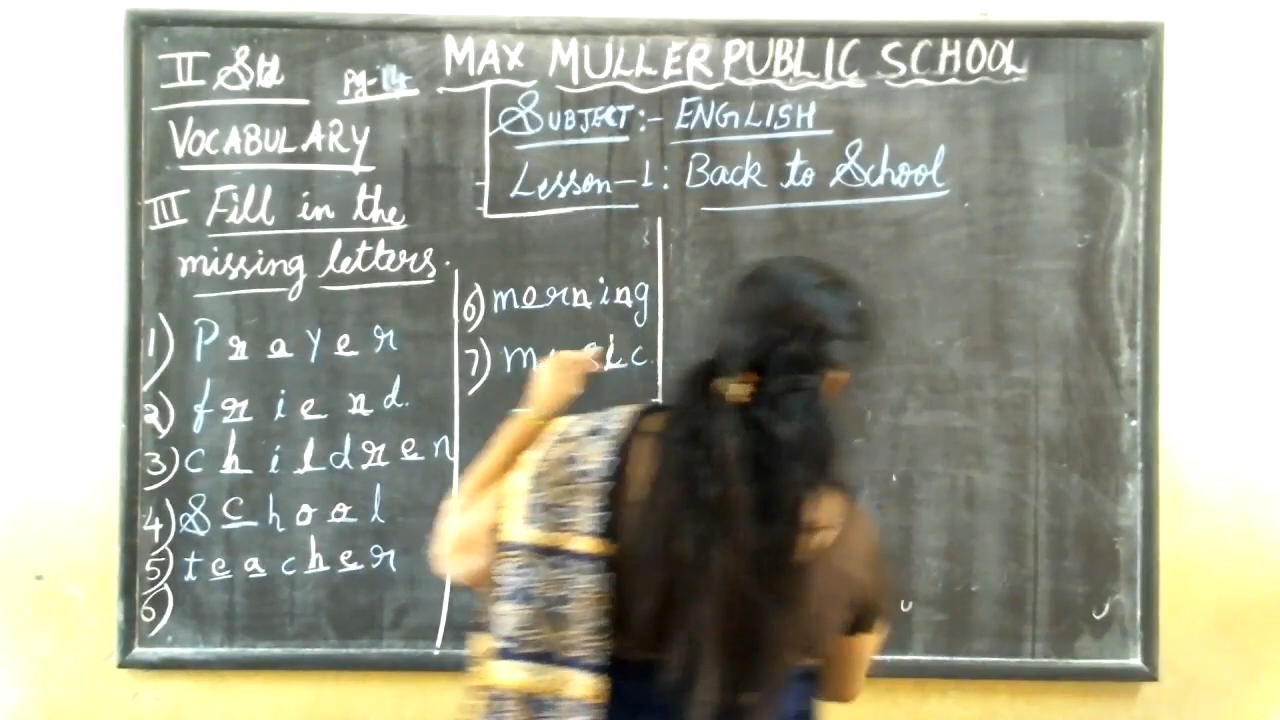 II Std
Pg-14
MAX MULLER PUBLIC SCHOOL
SUBJECT:- ENGLISH
Lesson-1: Back to School
VOCABULARY
III Fill in the
missing letters.
1) Prayer
2) friend.
3) children
4) School
5) teacher
6)
6) morning
7) music